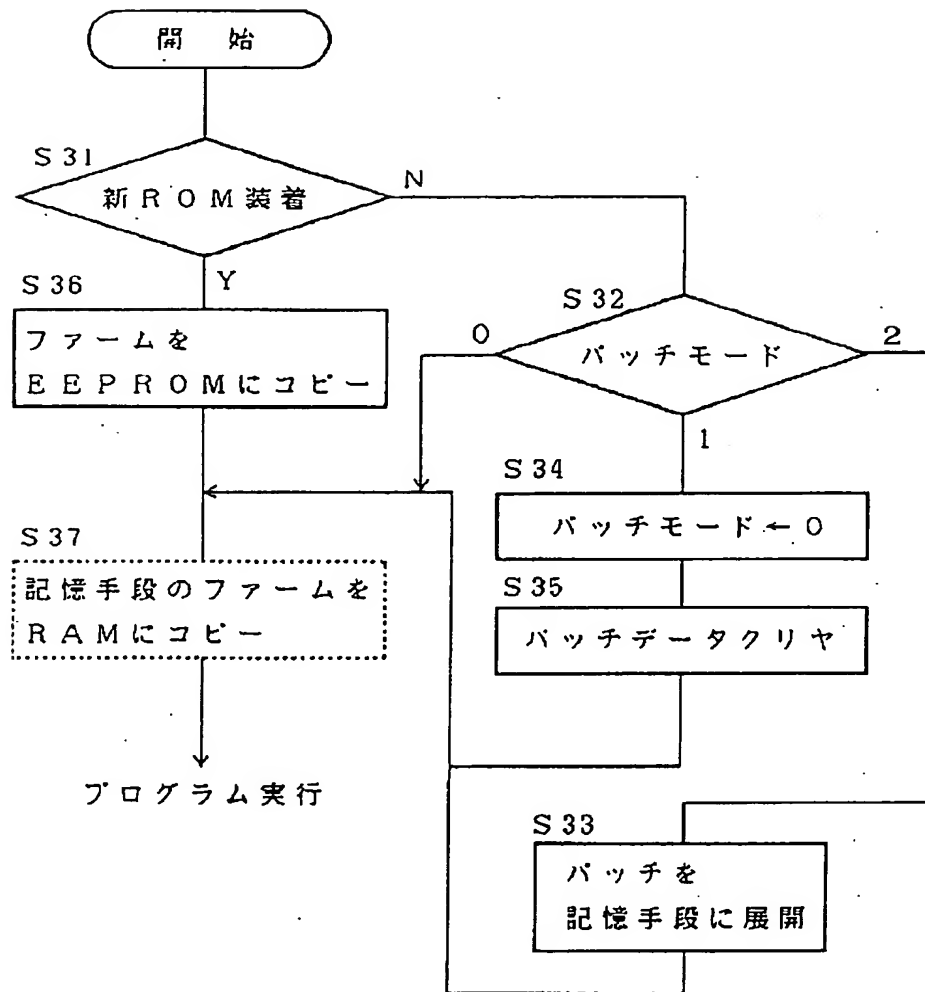 開始
S31
新ROM装着
N
Y
S36
ファームを
EEPROMにコピー
S32
パッチモード
0
2
1
S34
パッチモード←0
S35
パッチデータクリヤ
S37
記憶手段のファームを
RAMにコピー
プログラム実行
S33
パッチを
記憶手段に展開